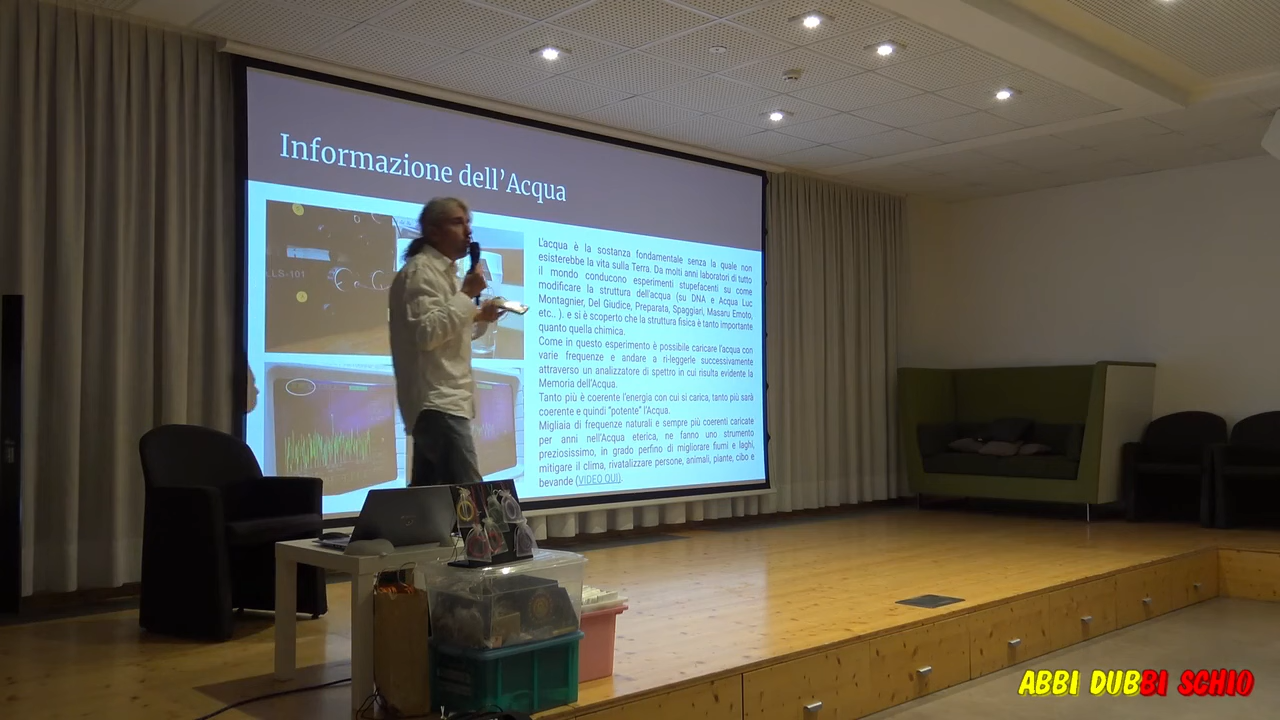 Informazione dell'Acqua
LLS-101
L'acqua è la sostanza fondamentale senza la quale non
esisterebbe la vita sulla Terra. Da molti anni laboratori di tutto
il mondo conducono esperimenti stupefacenti su come
modificare la struttura dell'acqua (su DNA e Acqua Luc
Montagnier, Del Giudice, Preparata, Spaggiari, Masaru Emoto,
etc.. ). e si è scoperto che la struttura fisica è tanto importante
quanto quella chimica.
Come in questo esperimento è possibile caricare l'acqua con
varie frequenze e andare a ri-leggerle successivamente
attraverso un analizzatore di spettro in cui risulta evidente la
Memoria dell'Acqua.
Tanto più è coerente l'energia con cui si carica, tanto più sarà
coerente e quindi "potente" l'Acqua.
Migliaia di frequenze naturali e sempre più coerenti caricate
per anni nell'Acqua eterica, ne fanno uno strumento
preziosissimo, in grado perfino di migliorare fiumi e laghi,
mitigare il clima, rivatalizzare persone, animali, piante, cibo e
bevande (VIDEO QUI).
ABBI DUBBI SCHIO